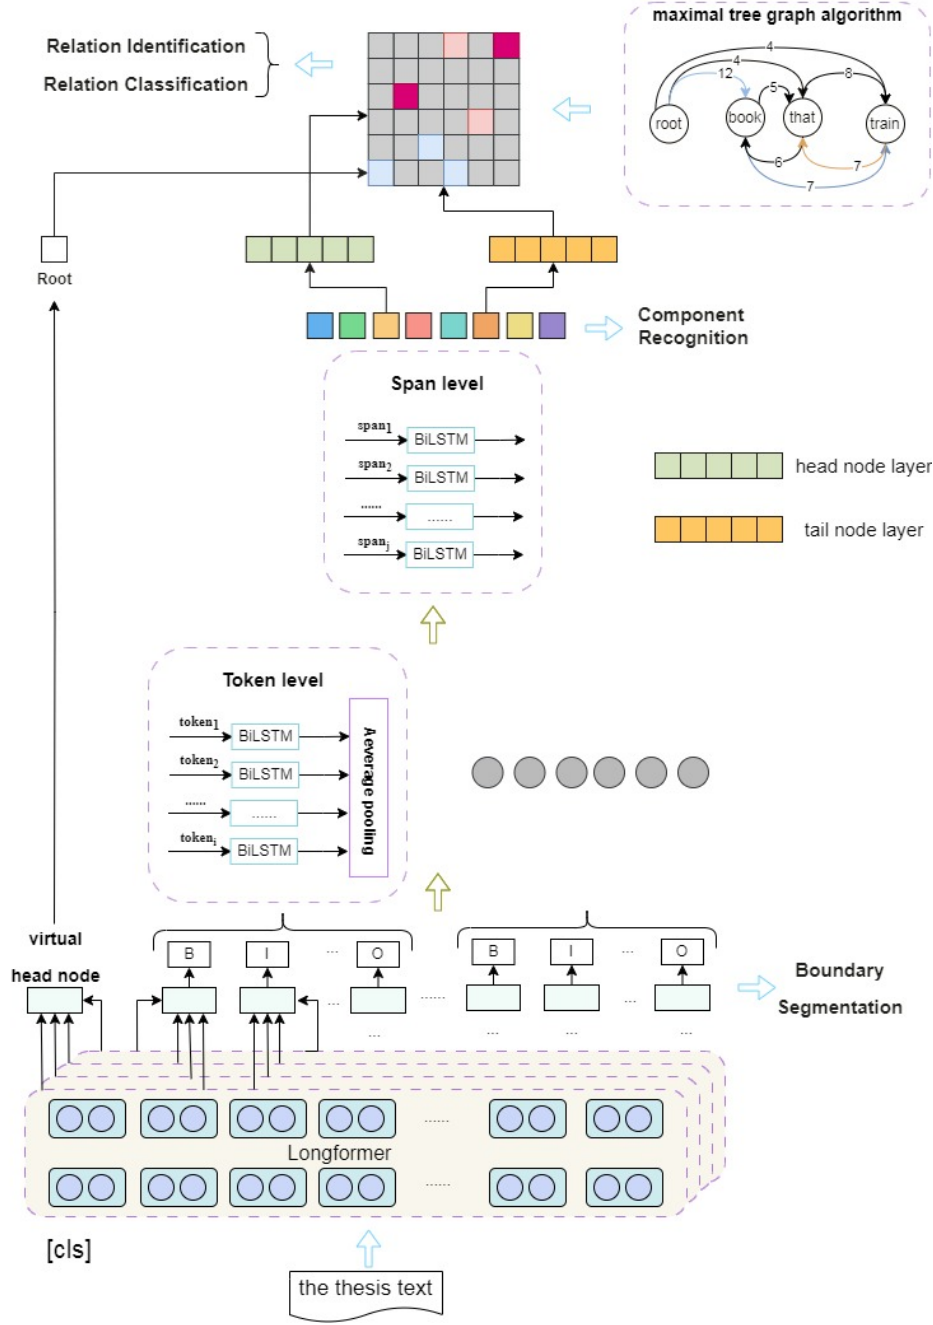 maximal tree graph algorithm
4
4
12
5
8
root
book
that
train
6
7
7
Relation Identification
Relation Classification
Root
Component
Recognition
Span level
span1
BiLSTM
span2
BiLSTM
......
......
spanj
BiLSTM
head node layer
tail node layer
Token level
token1
BiLSTM
token2
BiLSTM
......
......
tokeni
BiLSTM
Aeverage pooling
virtual
head node
B
I
...
O
B
I
...
O
...
......
...
...
...
...
Boundary
Segmentation
......
Longformer
......
[cls]
the thesis text